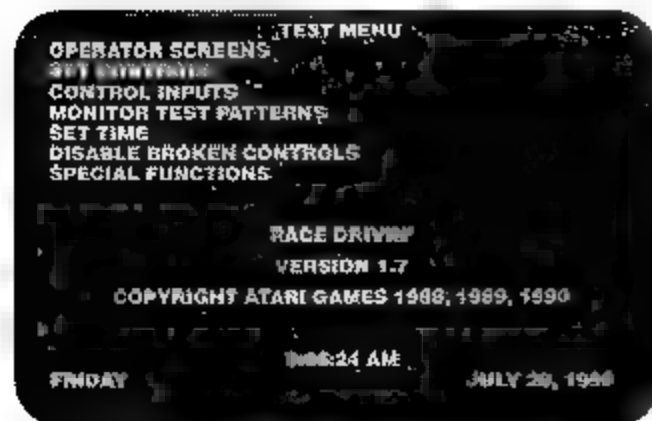 TEST MENU
OPERATOR SCREENS
CONTROL INPUTS
MONITOR TEST PATTERNS
SET TIME
DISABLE BROKEN CONTROLS
SPECIAL FUNCTIONS
RACE DRIVIN'
VERSION 1.7
COPYRIGHT ATARI GAMES 1988, 1989, 1990
AM
FRIDAY JULY 20, 1990